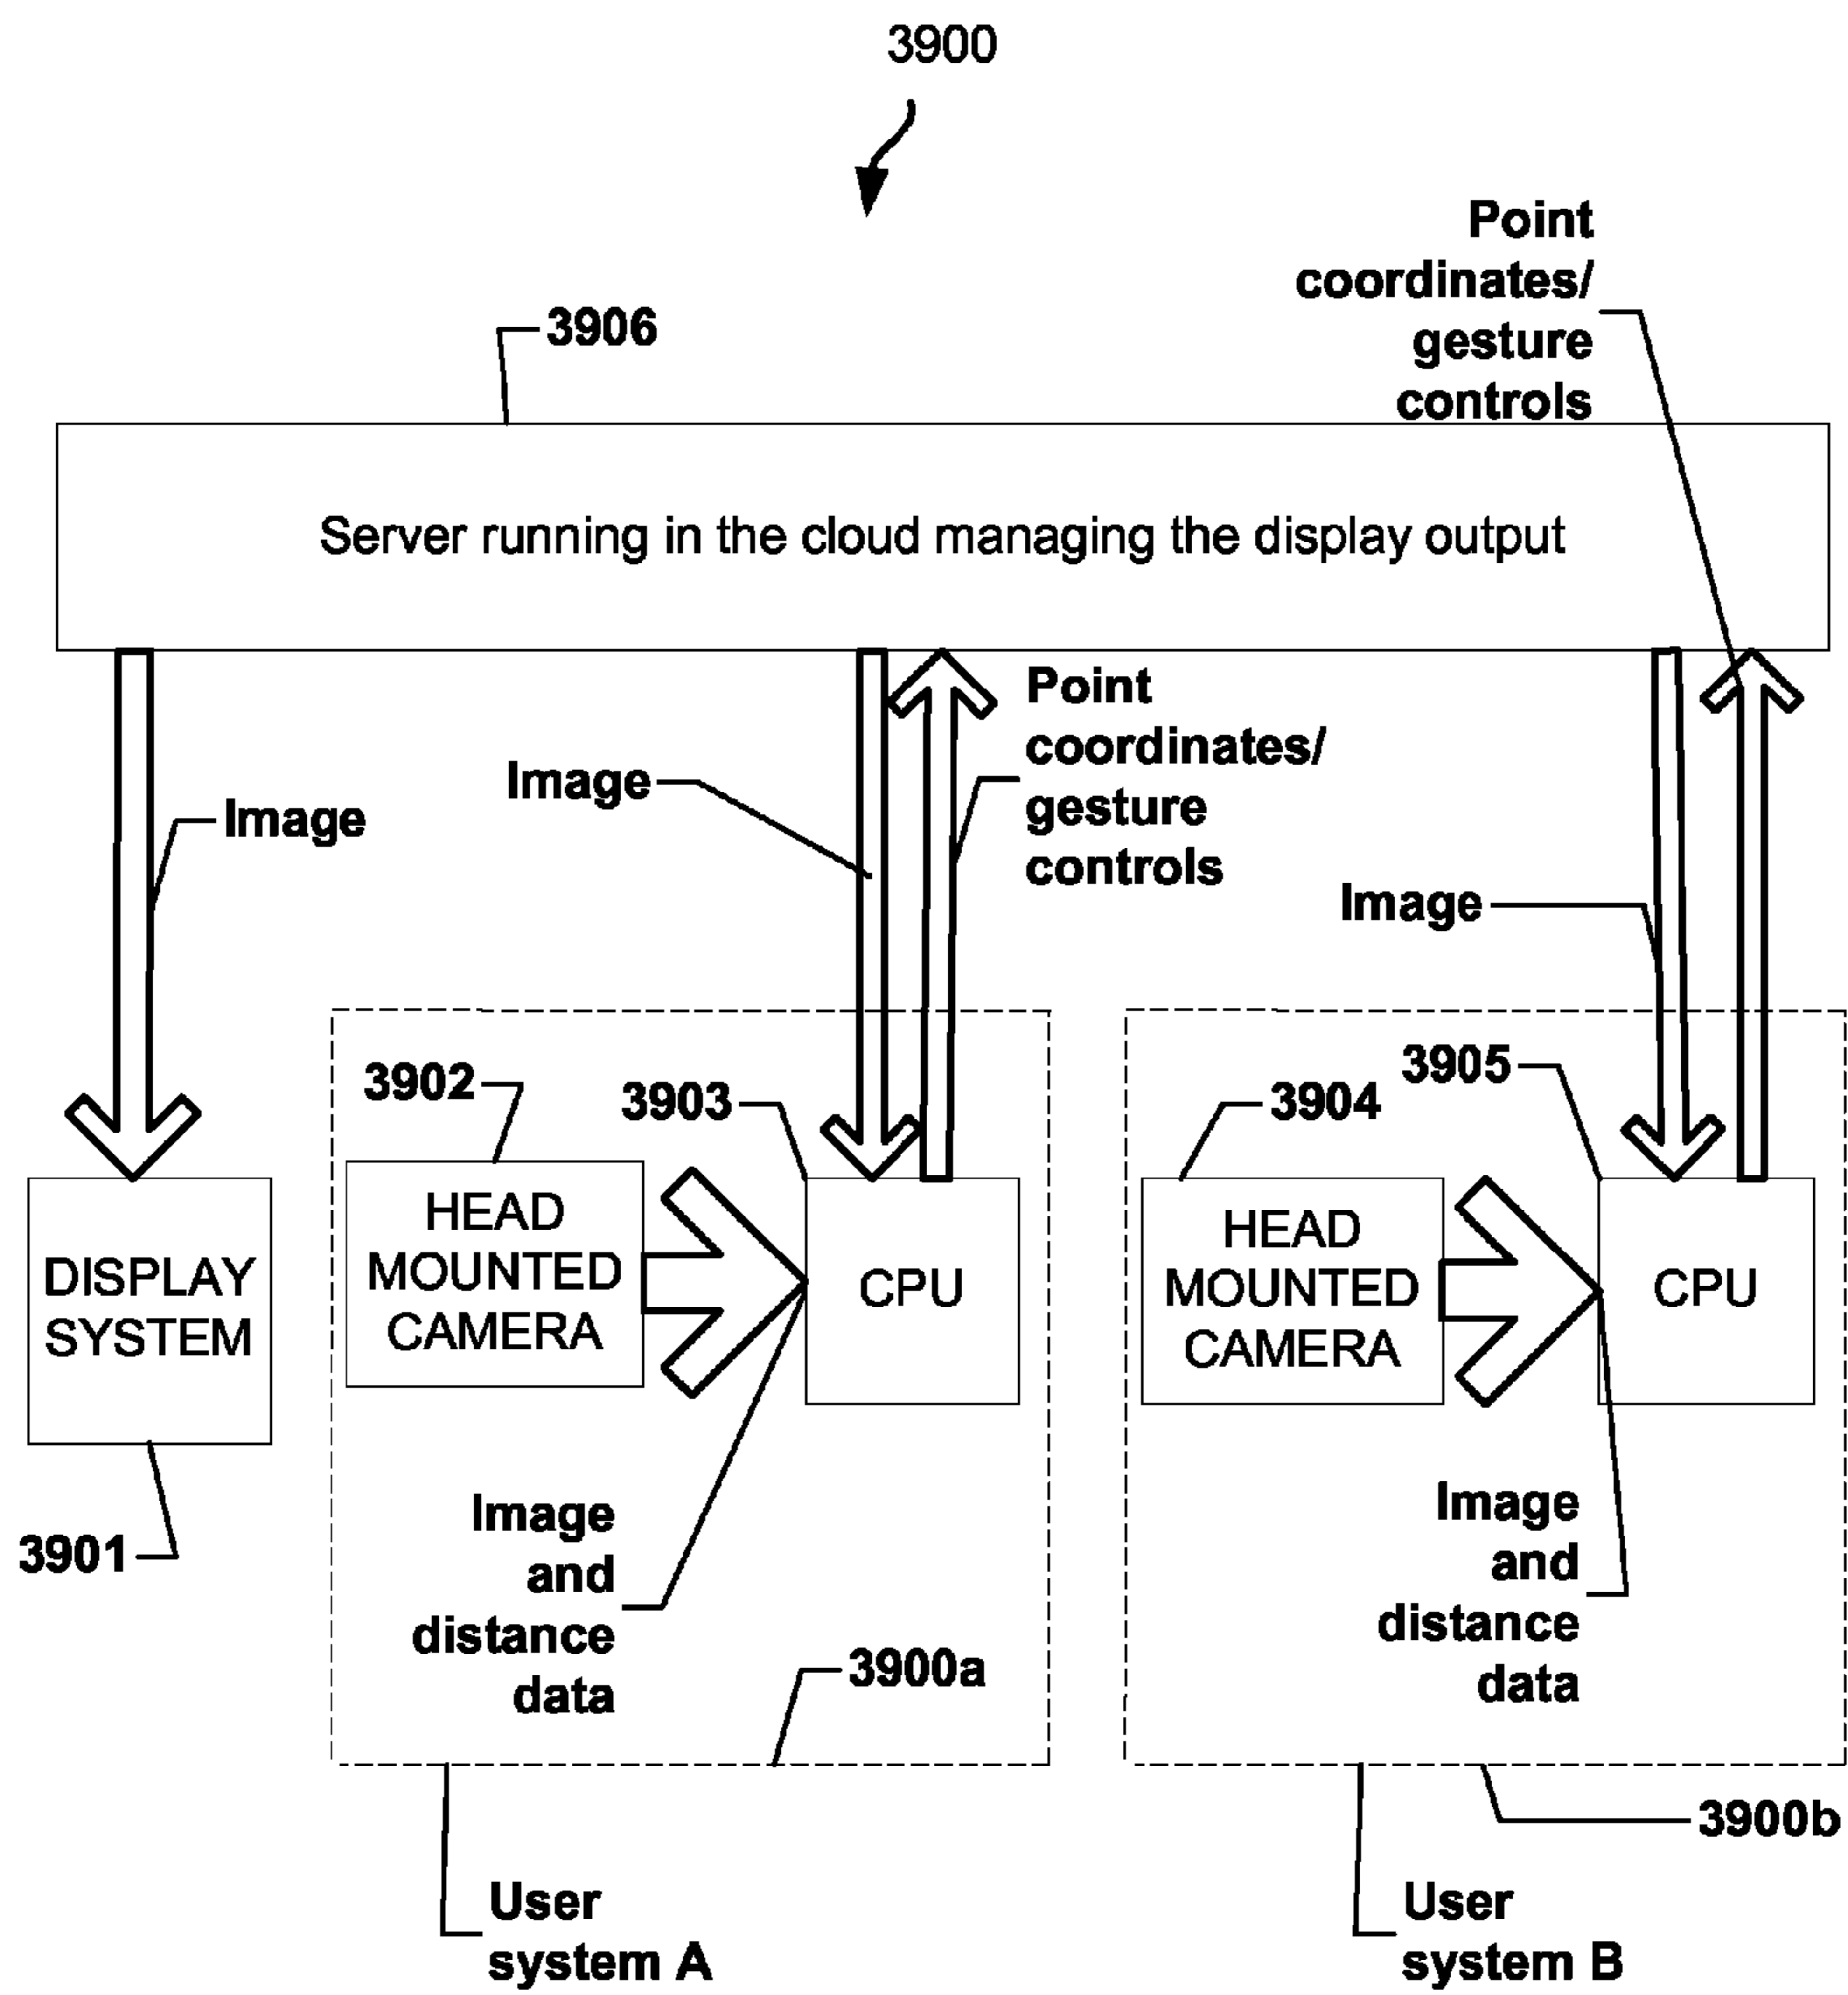 3900
Point
coordinates/
gesture
controls
3906
Server running in the cloud managing the display output
Image
Image
Point
coordinates/
gesture
controls
Image
3902
3903
3904
3905
DISPLAY
SYSTEM
HEAD
MOUNTED
CAMERA
CPU
HEAD
MOUNTED
CAMERA
CPU
3901
Image
and
distance
data
Image
and
distance
data
3900a
3900b
User
system A
User
system B